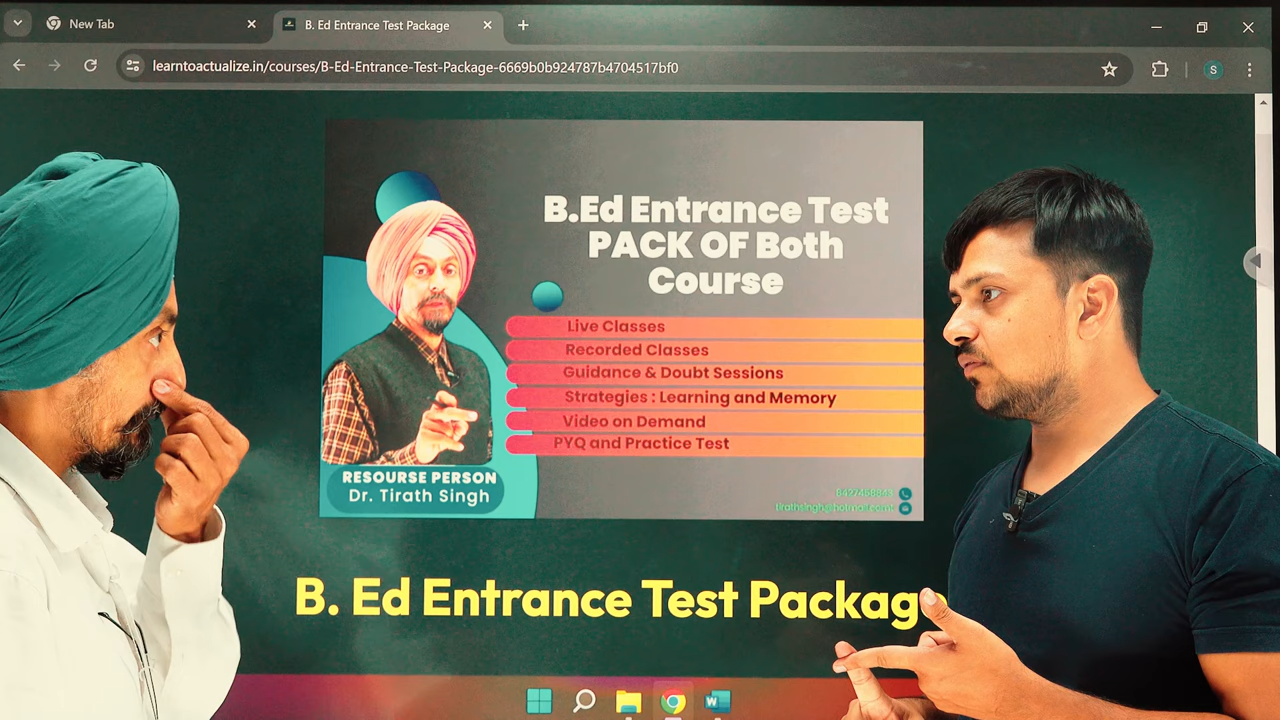 New Tab
B. Ed Entrance Test Package
learntoactualize.in/courses/B-Ed-Entrance-Test-Package-6669b0b924787b4704517bf0
S
B.Ed Entrance Test
PACK OF Both
Course
Live Classes
Recorded Classes
Guidance & Doubt Sessions
Strategies : Learning and Memory
Video on Demand
PYQ and Practice Test
RESOURSE PERSON
Dr. Tirath Singh
B. Ed Entrance Test Packag
W